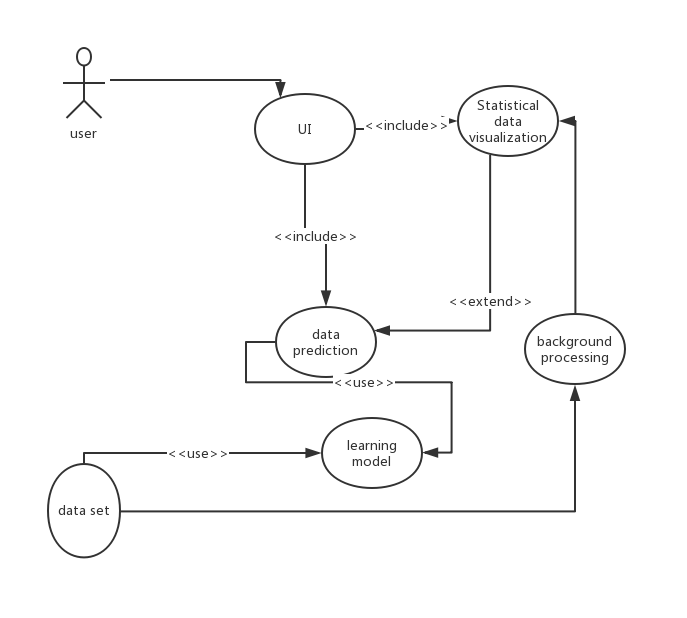 user
UI
<<include>>
Statistical
data
visualization
<<include>>
<<extend>>
data
prediction
background
processing
<<use>>
learning
model
<<use>>
data set